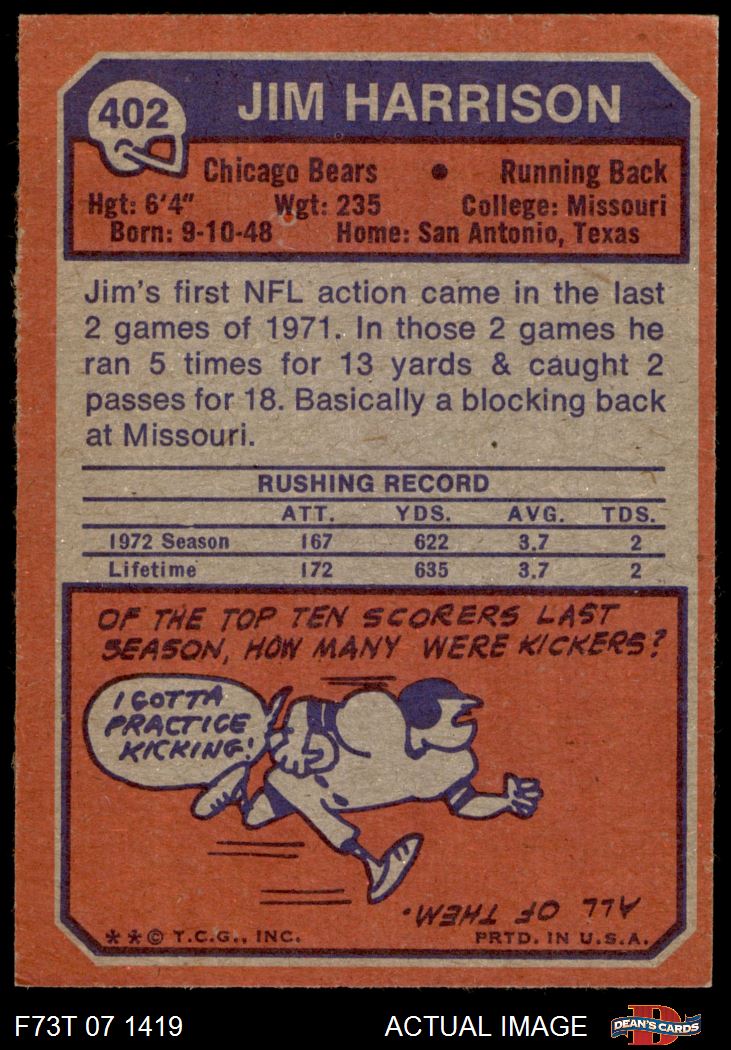 402
JIM HARRISON
Chicago Bears • Running Back
Hgt: 6'4" Wgt: 235 College: Missouri
Born: 9-10-48 Home: San Antonio, Texas
Jim's first NFL action came in the last
2 games of 1971. In those 2 games he
ran 5 times for 13 yards & caught 2
passes for 18. Basically a blocking back
at Missouri.
RUSHING RECORD
ATT. YDS. AVG. TDS.
1972 Season 167 622 3.7 2
Lifetime 172 635 3.7 2
OF THE TOP TEN SCORERS LAST
SEASON, HOW MANY WERE KICKERS?
I GOTTA
PRACTICE
KICKING!
ALL OF THEM.
**© T.C.G., INC. PRTD. IN U.S.A.
F73T 07 1419 ACTUAL IMAGE
D
DEAN'S CARDS